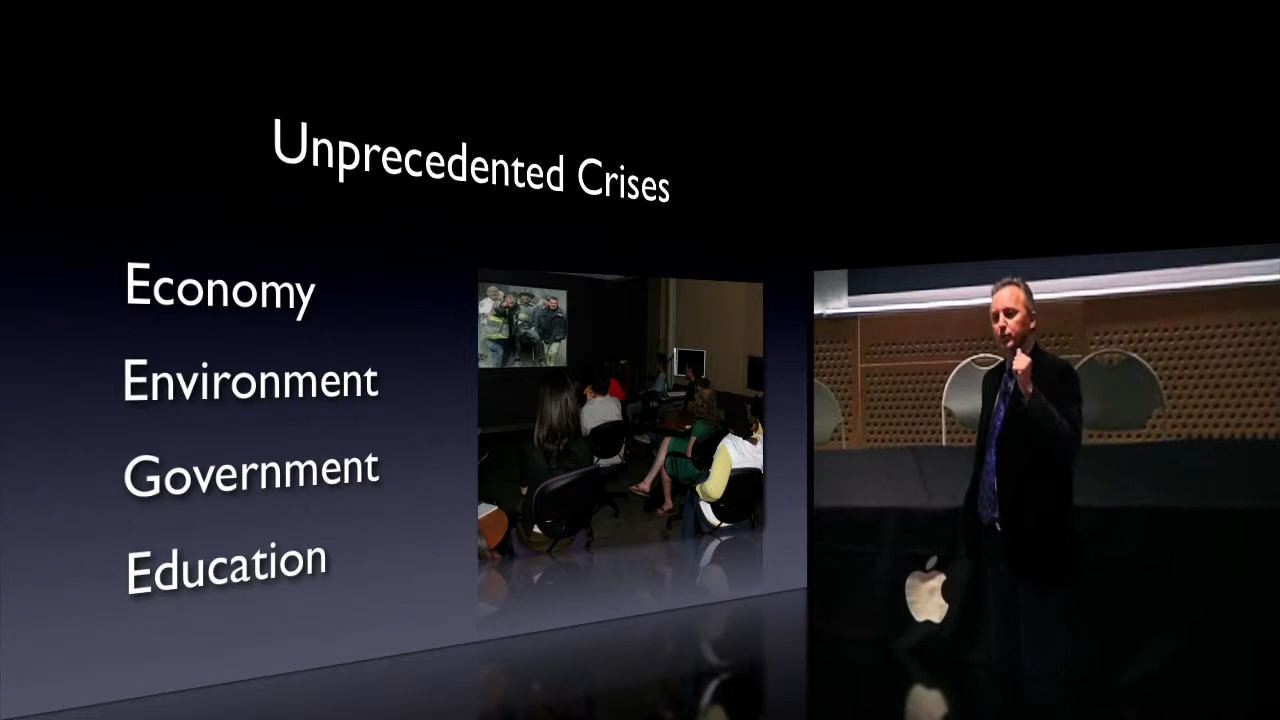 Unprecedented Crises
Economy
Environment
Government
Education